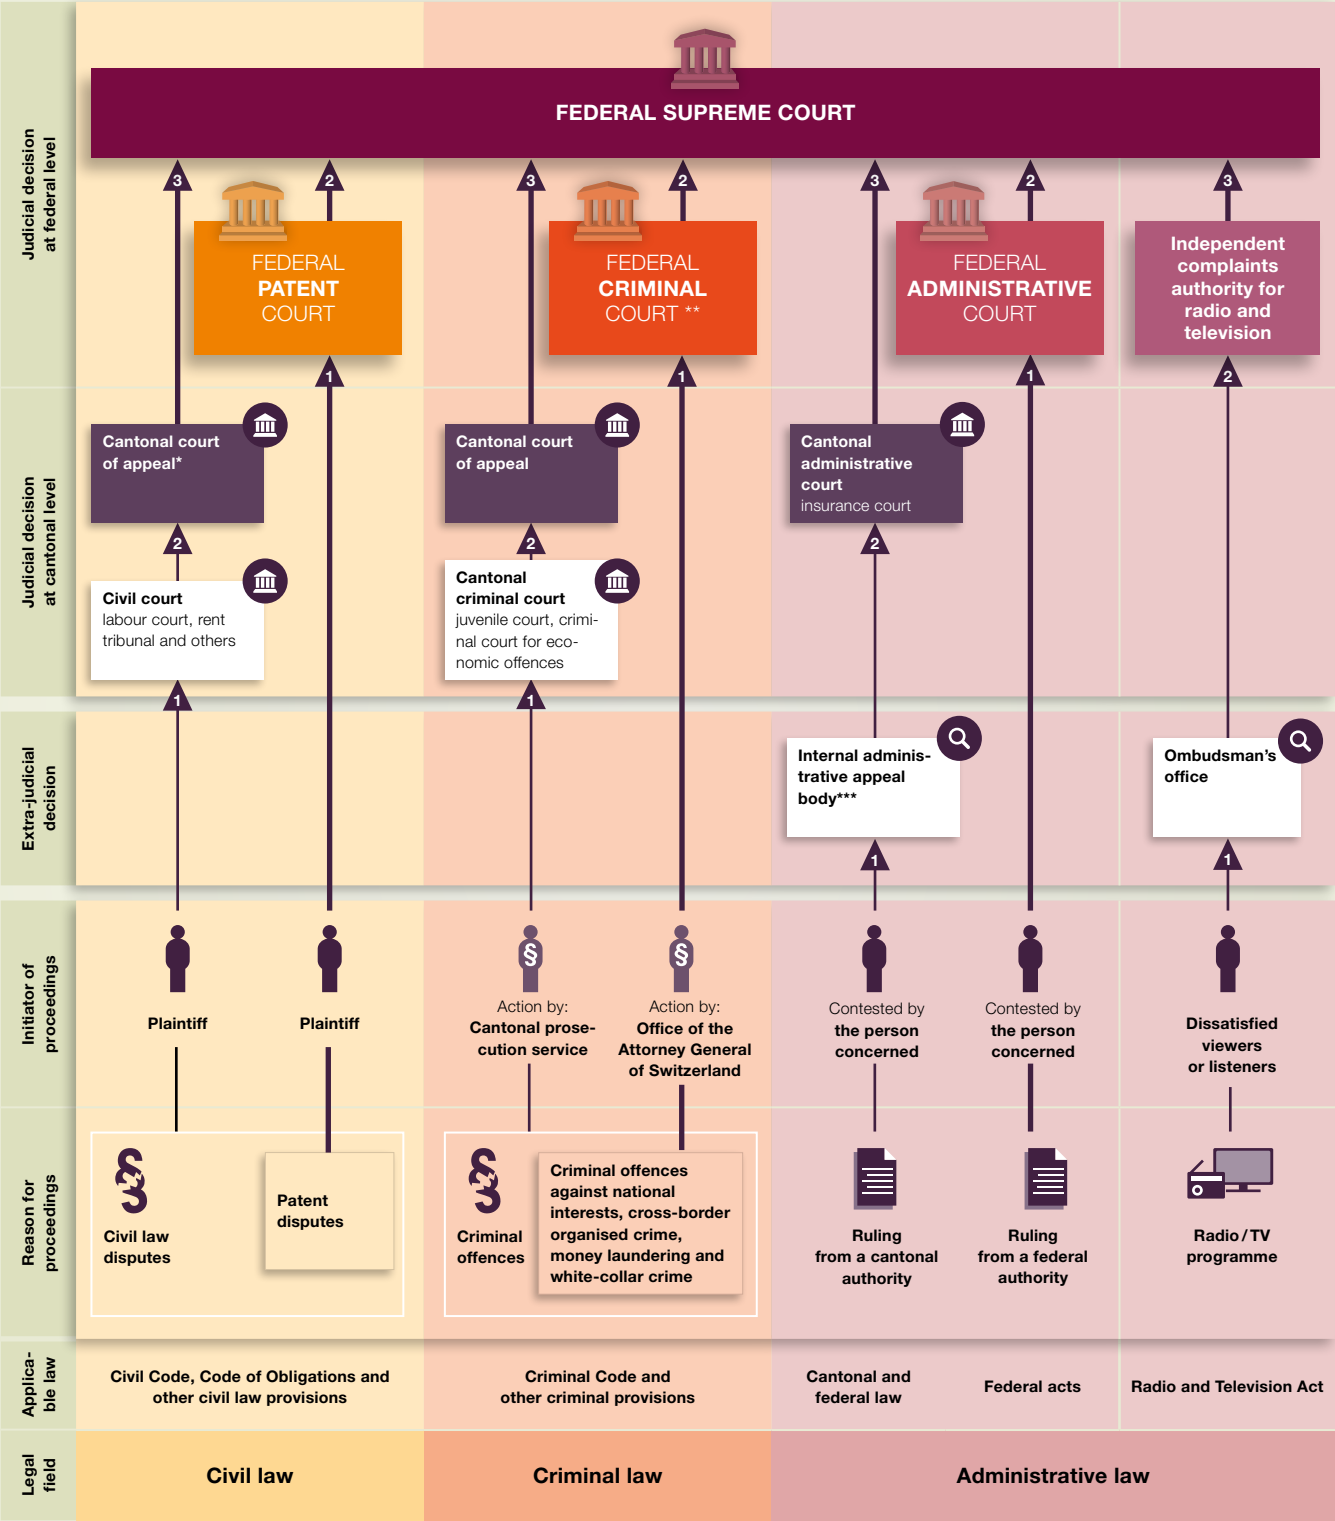 FEDERAL SUPREME COURT
Judicial decision
at federal level
3
2
3
2
3
2
3
FEDERAL
PATENT
COURT
FEDERAL
CRIMINAL
COURT **
FEDERAL
ADMINISTRATIVE
COURT
Independent
complaints
authority for
radio and
television
1
1
1
2
Judicial decision
at cantonal level
Cantonal court
of appeal*
Cantonal court
of appeal
Cantonal
administrative
court
insurance court
2
2
2
Civil court
labour court, rent
tribunal and others
Cantonal
criminal court
juvenile court, crimi-
nal court for eco-
nomic offences
1
1
Extra-judicial
decision
Internal adminis-
trative appeal
body***
Ombudsman’s
office
1
1
Initiator of
proceedings
§
§
Plaintiff
Plaintiff
Action by:
Cantonal prose-
cution service
Action by:
Office of the
Attorney General
of Switzerland
Contested by
the person
concerned
Contested by
the person
concerned
Dissatisfied
viewers
or listeners
Reason for
proceedings
§
Civil law
disputes
Patent
disputes
§
Criminal
offences
Criminal offences
against national
interests, cross-border
organised crime,
money laundering and
white-collar crime
Ruling
from a cantonal
authority
Ruling
from a federal
authority
Radio / TV
programme
Applica-
ble law
Civil Code, Code of Obligations and
other civil law provisions
Criminal Code and
other criminal provisions
Cantonal and
federal law
Federal acts
Radio and Television Act
Legal
field
Civil law
Criminal law
Administrative law